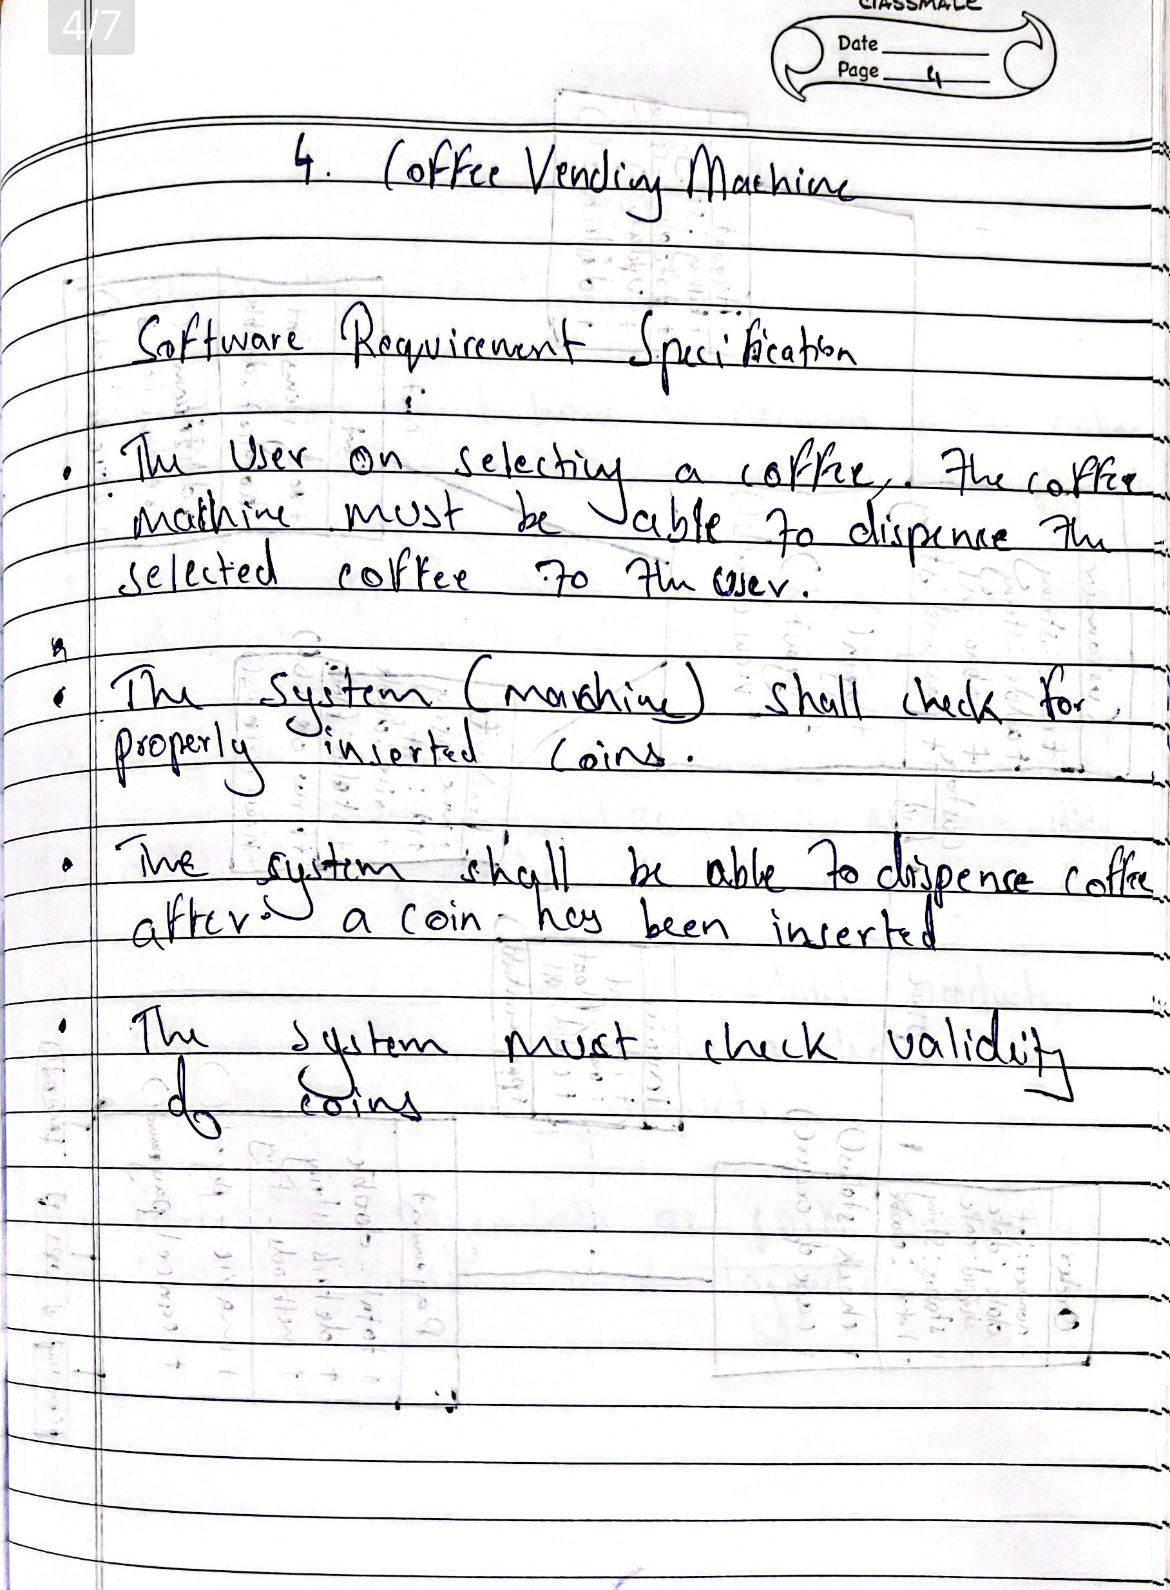 4/7
classmate
Date
Page 4
4. Coffee Vending Machine
Software Requirement Specification
• The User on selecting a coffee, the coffee
machine must be able to dispense the
selected coffee to the user.
• The system (machine) shall check for
properly inserted coins.
• The system shall be able to dispense coffee
after a coin has been inserted
• The system must check validity
of coins